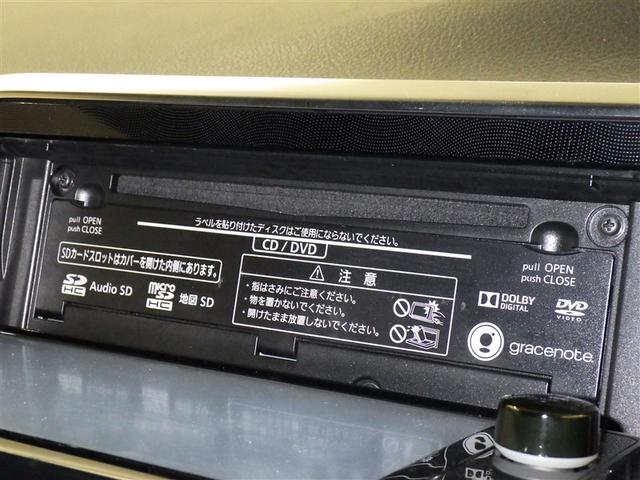 ラベルを貼り付けたディスクはご使用にならないでください。
CD / DVD
pull OPEN
push CLOSE
SDカードスロットはカバーを開けた内側にあります。
SD HC Audio SD
micro SD HC 地図 SD
注 意
・指はさみにご注意ください。
・物を置かないでください。
・開けたまま放置しないでください。
pull OPEN
push CLOSE
DOLBY
DIGITAL
DVD
VIDEO
gracenote